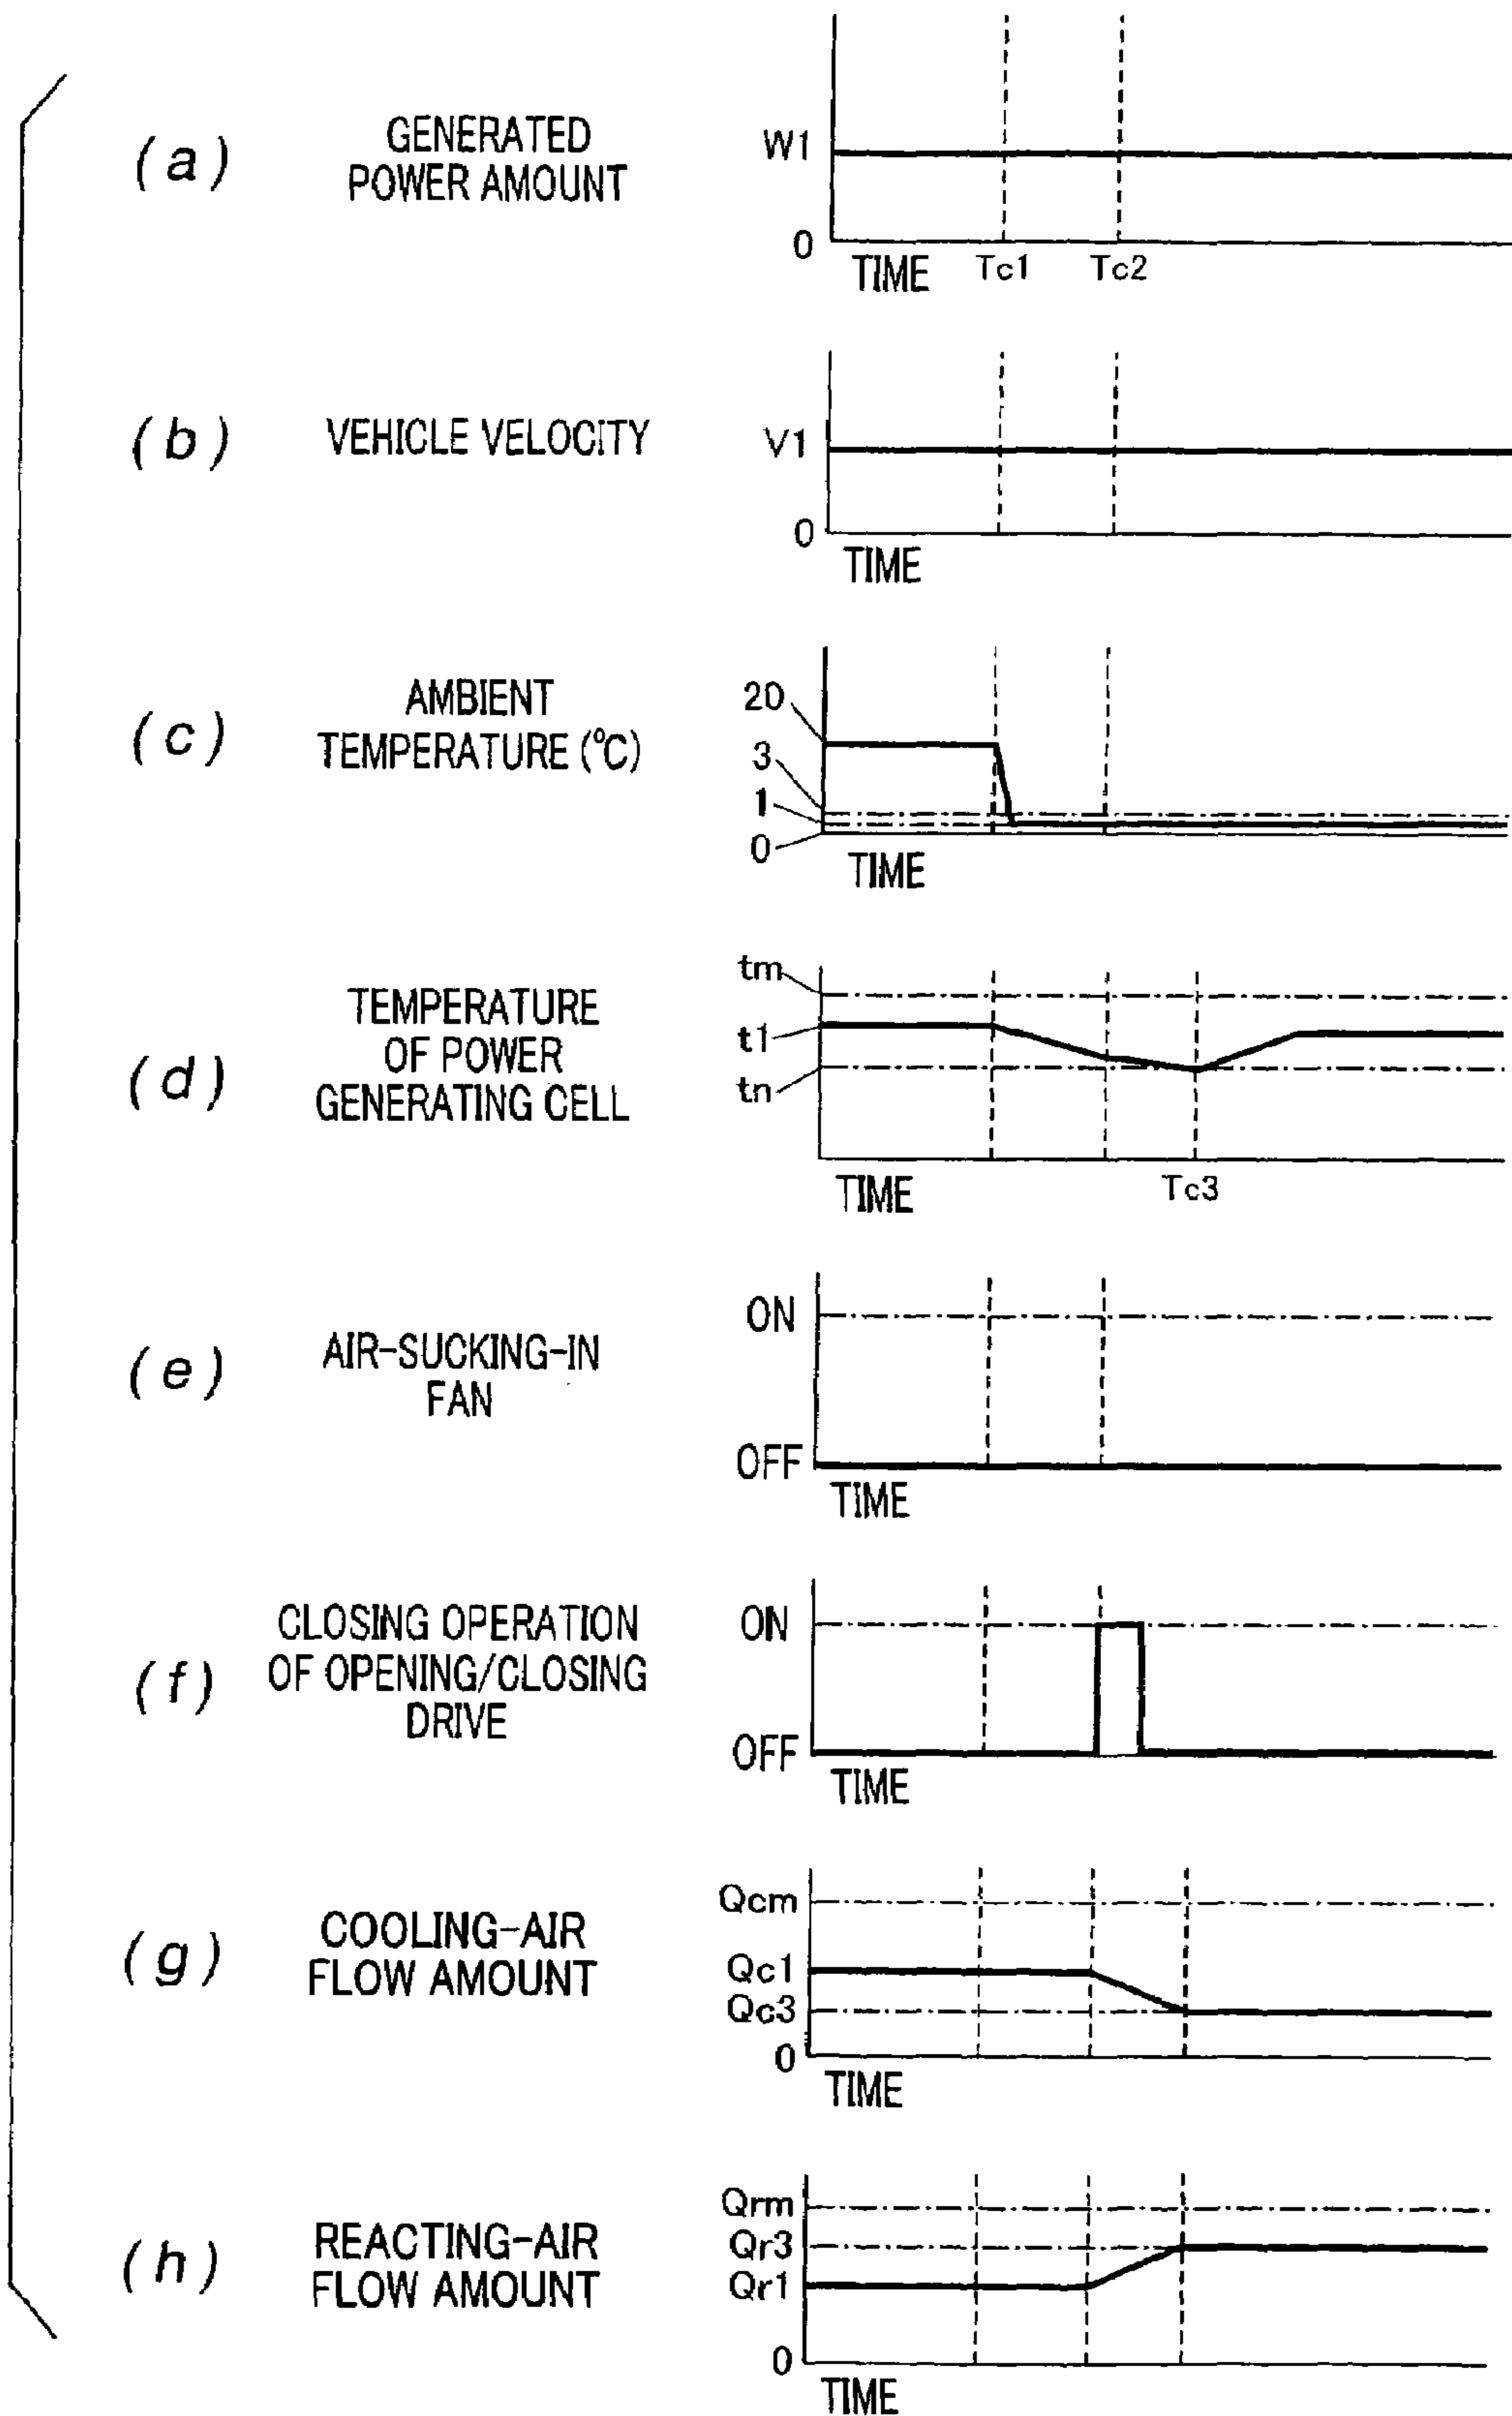 (a)
GENERATED
POWER AMOUNT
W1
0
TIME
Tc1
Tc2
(b)
VEHICLE VELOCITY
V1
0
TIME
(c)
AMBIENT
TEMPERATURE (°C)
20
3
1
0
TIME
(d)
TEMPERATURE
OF POWER
GENERATING CELL
tm
t1
tn
TIME
Tc3
(e)
AIR-SUCKING-IN
FAN
ON
OFF
TIME
(f)
CLOSING OPERATION
OF OPENING/CLOSING
DRIVE
ON
OFF
TIME
(g)
COOLING-AIR
FLOW AMOUNT
Qcm
Qc1
Qc3
0
TIME
(h)
REACTING-AIR
FLOW AMOUNT
Qrm
Qr3
Qr1
0
TIME